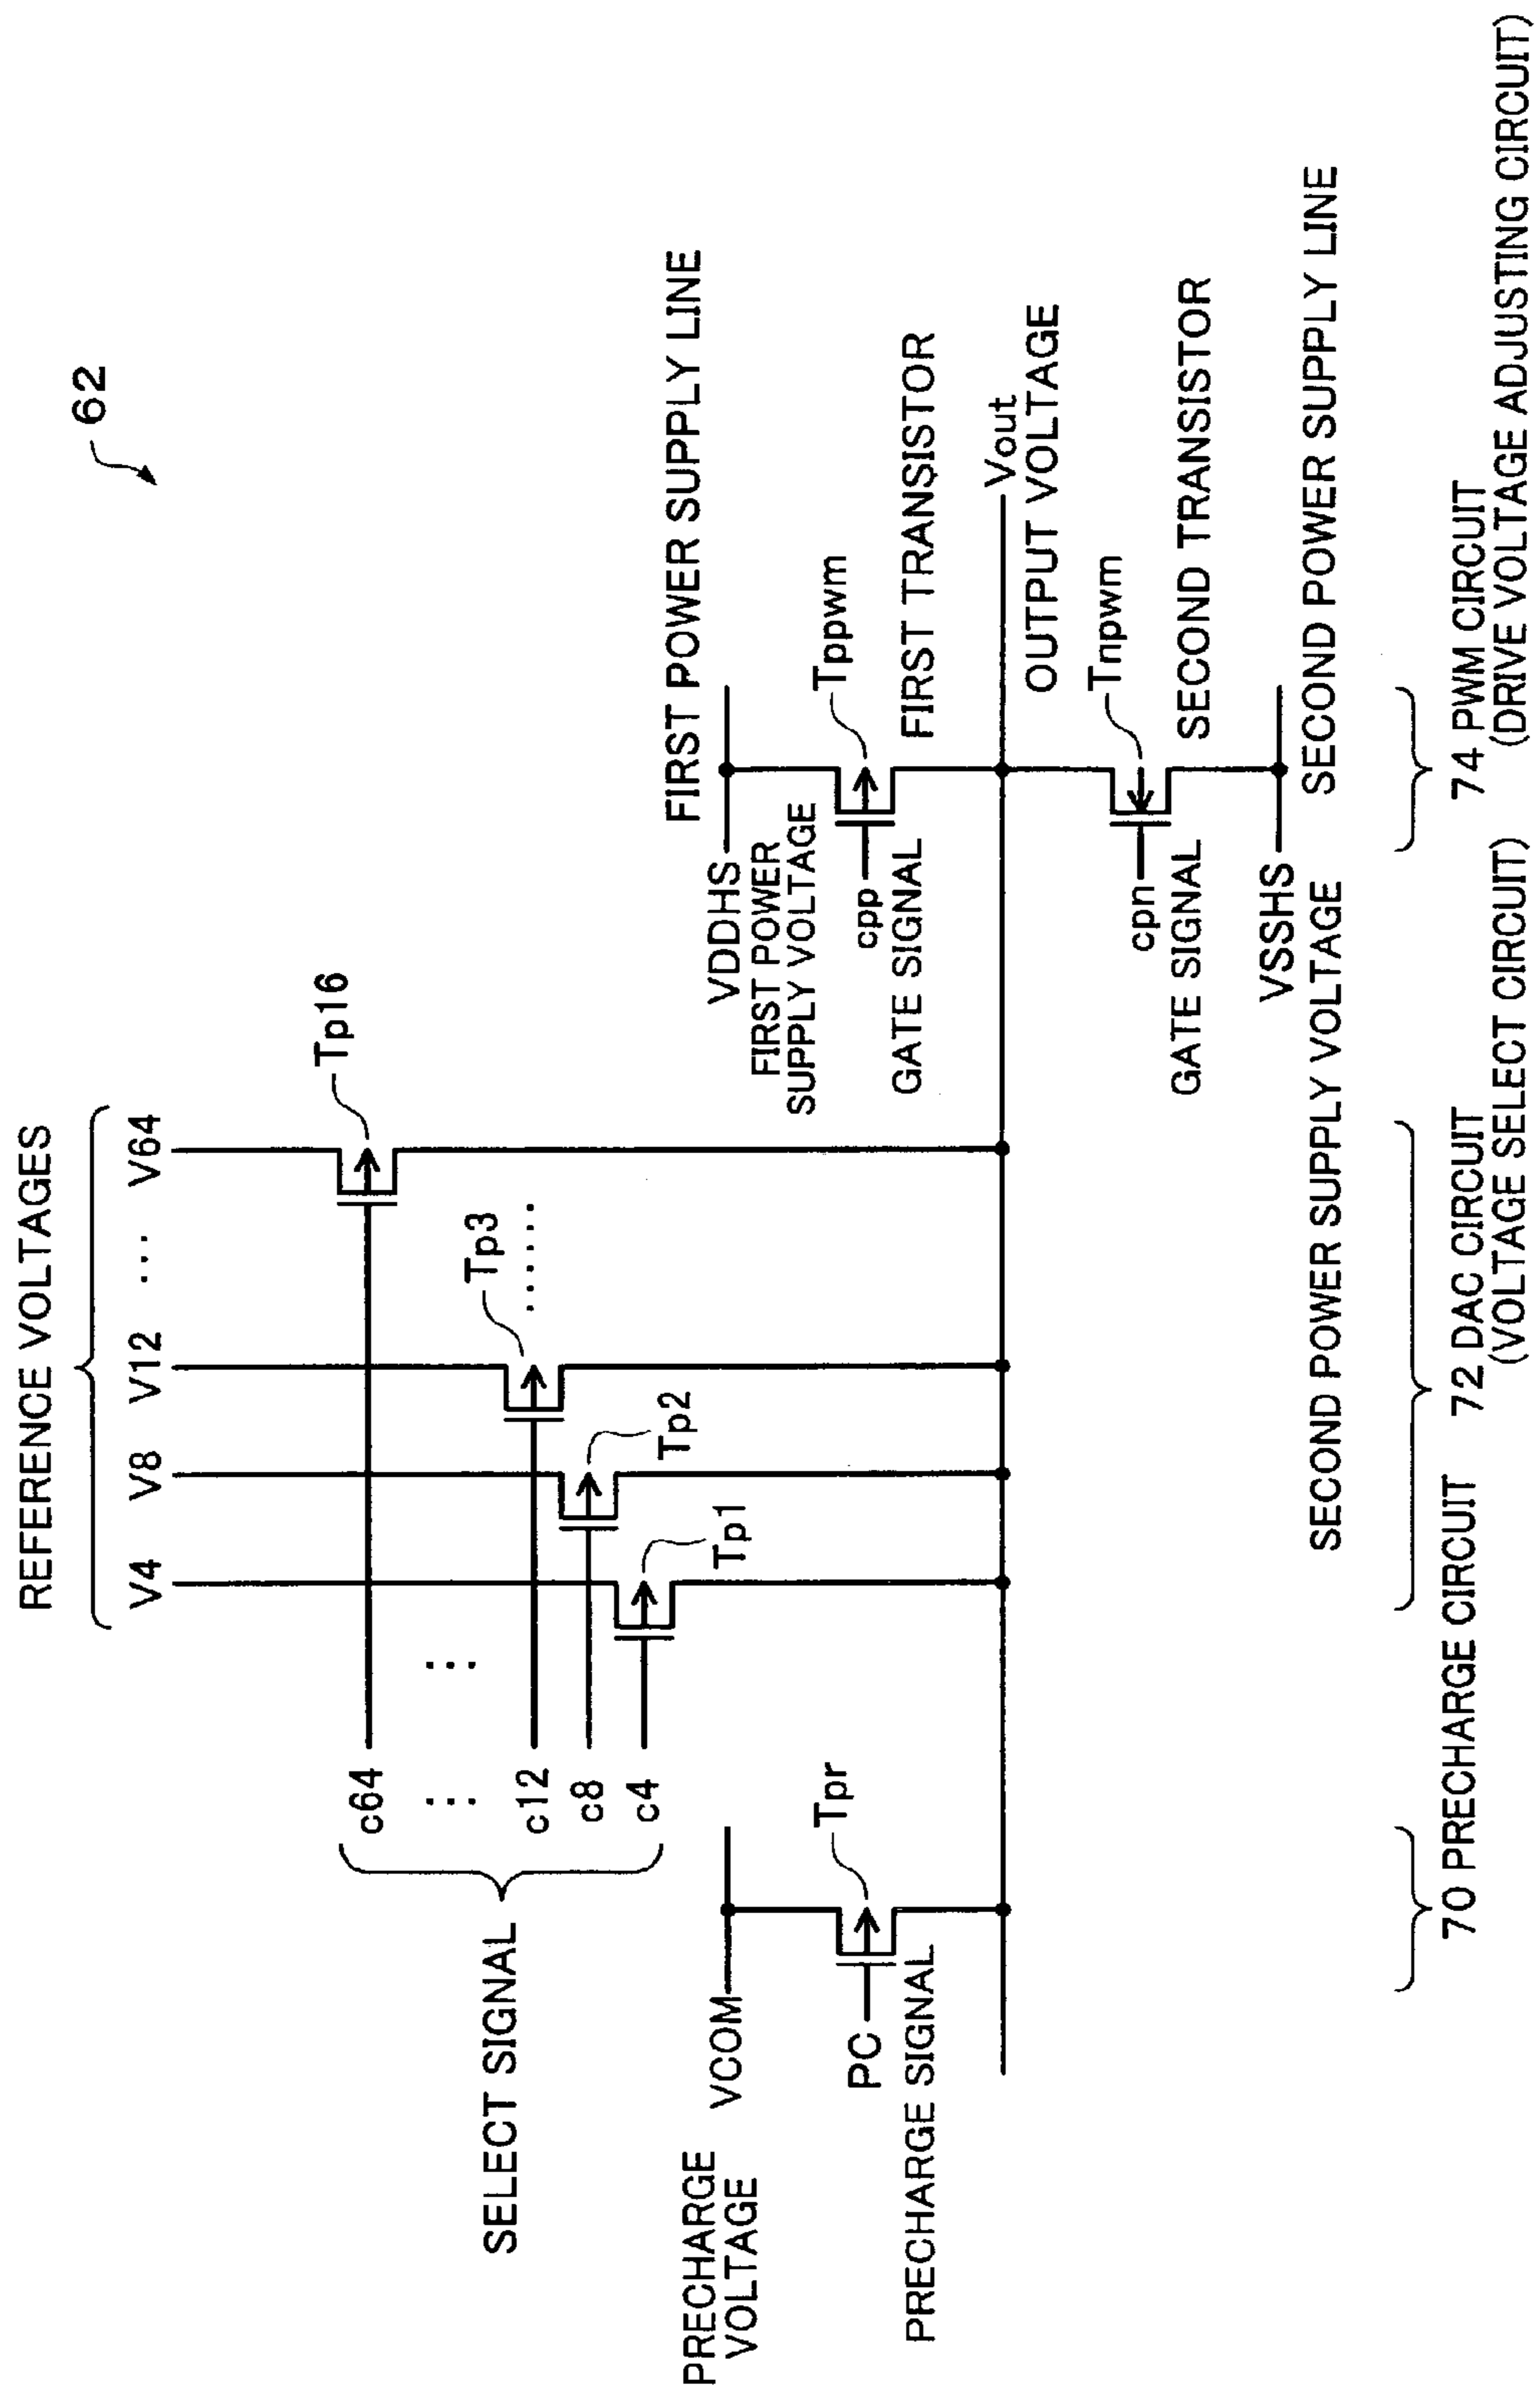 62
REFERENCE VOLTAGES
V4 V8 V12 ... V64
Tp16
Tp3
......
Tp2
Tp1
SELECT SIGNAL
c64
...
...
c12
c8
c4
PRECHARGE
VOLTAGE
VCOM
Tpr
PC
PRECHARGE SIGNAL
FIRST POWER SUPPLY LINE
VDDHS
FIRST POWER
SUPPLY VOLTAGE
Tppwm
cpp
GATE SIGNAL
FIRST TRANSISTOR
Vout
OUTPUT VOLTAGE
Tnpwm
cpn
GATE SIGNAL
SECOND TRANSISTOR
VSSHS
SECOND POWER SUPPLY VOLTAGE
SECOND POWER SUPPLY LINE
70 PRECHARGE CIRCUIT
72 DAC CIRCUIT
(VOLTAGE SELECT CIRCUIT)
74 PWM CIRCUIT
(DRIVE VOLTAGE ADJUSTING CIRCUIT)